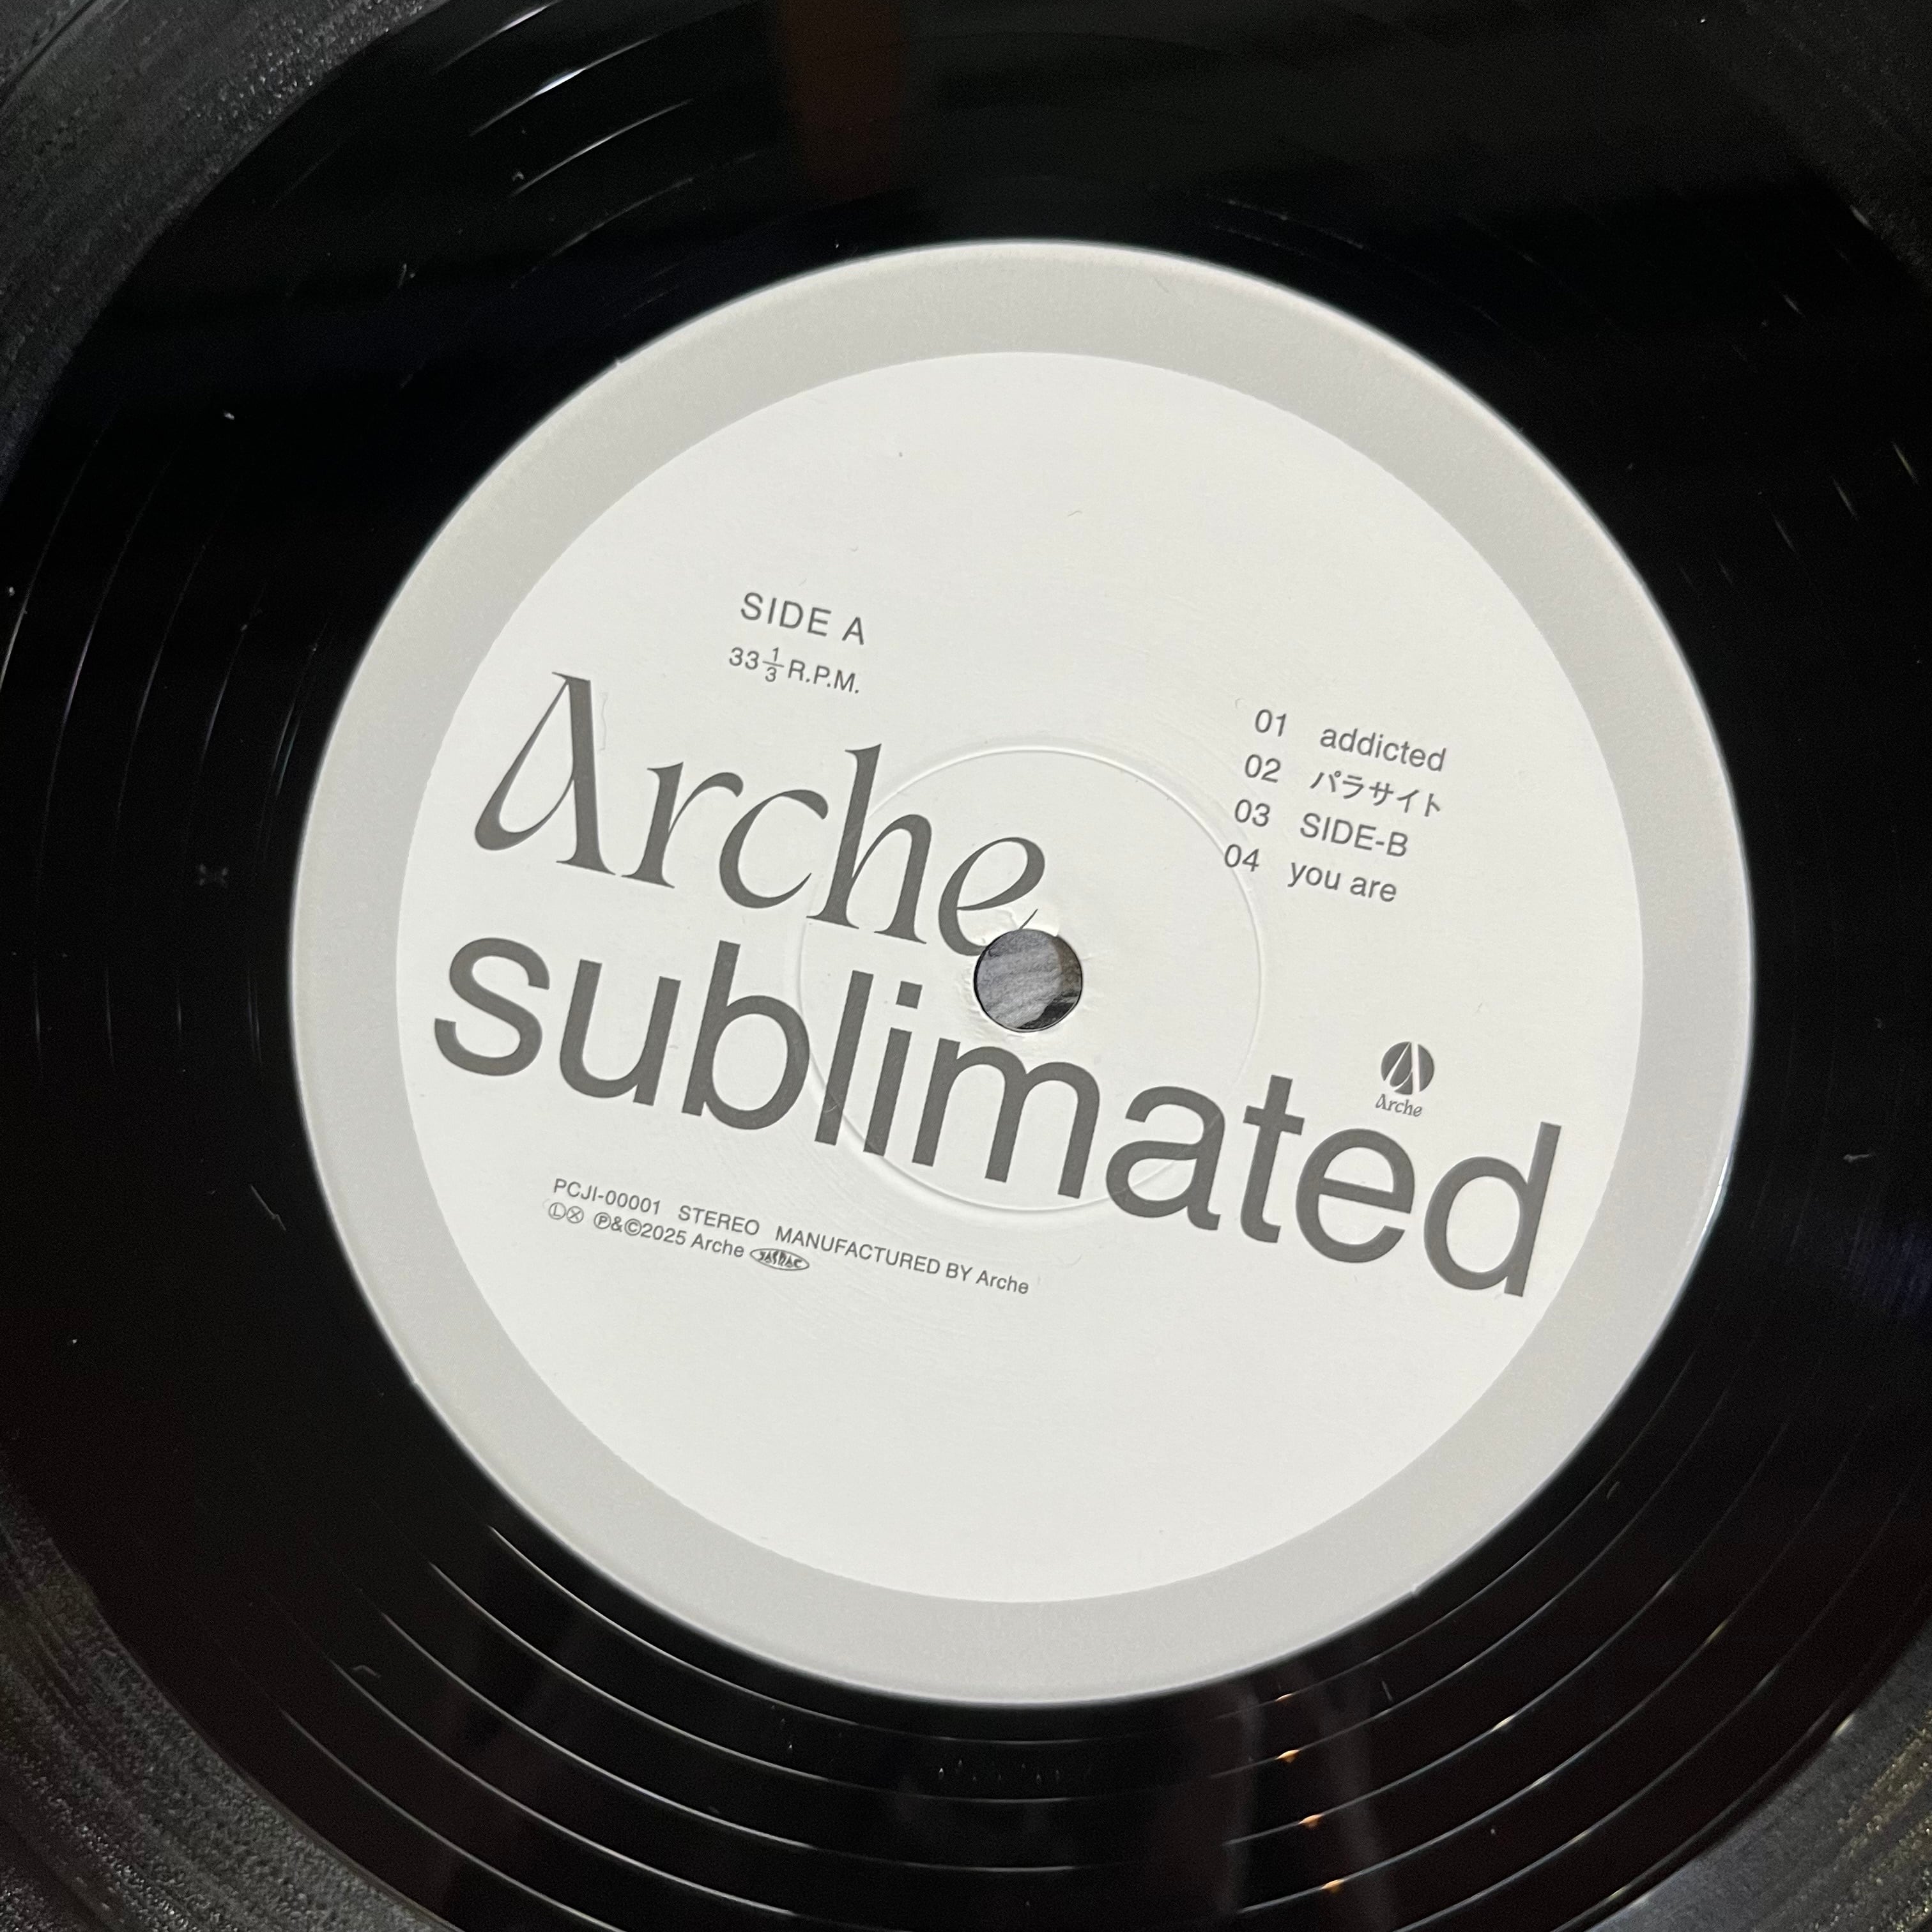 SIDE A
33 1/3 R.P.M.
Arche
sublimated
01 addicted
02 パラサイト
03 SIDE-B
04 you are
Arche
PCJI-00001 STEREO MANUFACTURED BY Arche
Ⓛ Ⓧ Ⓟ&©2025 Arche JASRAC